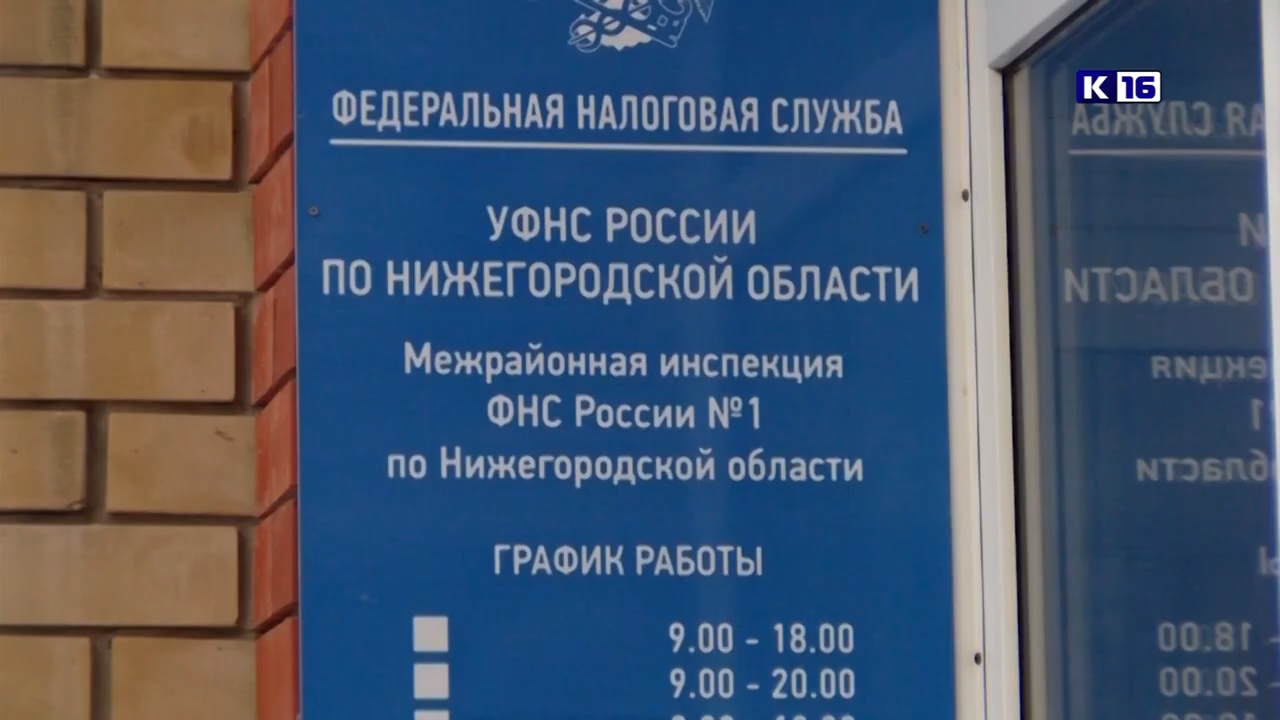 К 16
ФЕДЕРАЛЬНАЯ НАЛОГОВАЯ СЛУЖБА
УФНС РОССИИ
ПО НИЖЕГОРОДСКОЙ ОБЛАСТИ
Межрайонная инспекция
ФНС России №1
по Нижегородской области
ГРАФИК РАБОТЫ
9.00 - 18.00
9.00 - 20.00